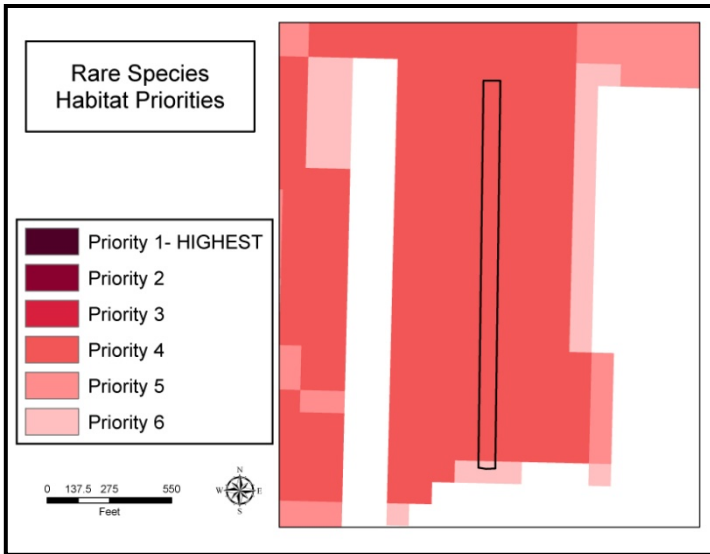 Rare Species
Habitat Priorities
Priority 1- HIGHEST
Priority 2
Priority 3
Priority 4
Priority 5
Priority 6
0 137.5 275 550
Feet
N
W E
S